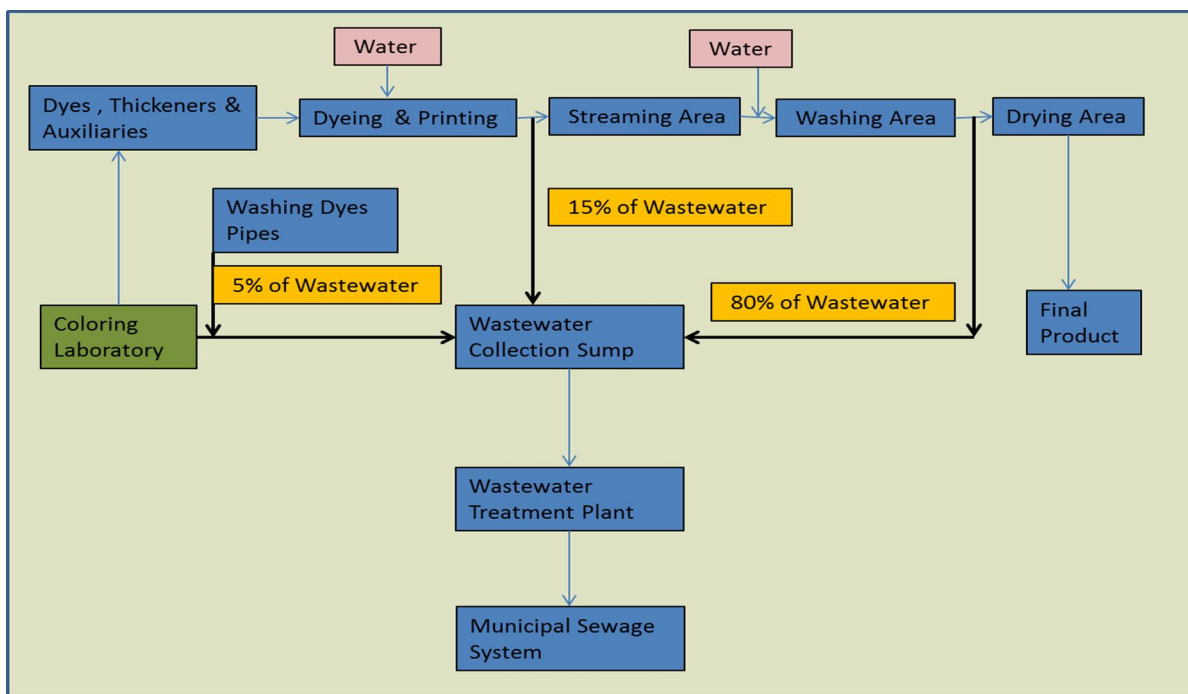 Water
Water
Dyes , Thickeners &
Auxiliaries
Dyeing & Printing
Streaming Area
Washing Area
Drying Area
Washing Dyes
Pipes
15% of Wastewater
5% of Wastewater
80% of Wastewater
Coloring
Laboratory
Wastewater
Collection Sump
Final
Product
Wastewater
Treatment Plant
Municipal Sewage
System